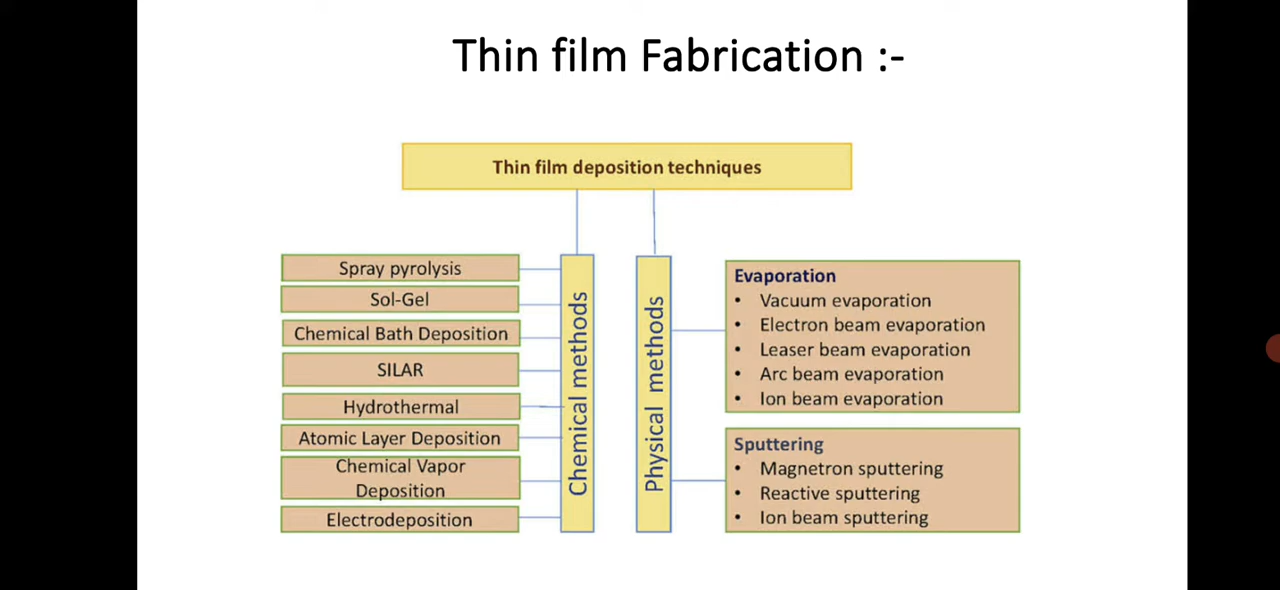 Thin film Fabrication :-
Thin film deposition techniques
Spray pyrolysis
Sol-Gel
Chemical Bath Deposition
SILAR
Hydrothermal
Atomic Layer Deposition
Chemical Vapor
Deposition
Electrodeposition
Chemical methods
Physical methods
Evaporation
• Vacuum evaporation
• Electron beam evaporation
• Leaser beam evaporation
• Arc beam evaporation
• Ion beam evaporation
Sputtering
• Magnetron sputtering
• Reactive sputtering
• Ion beam sputtering